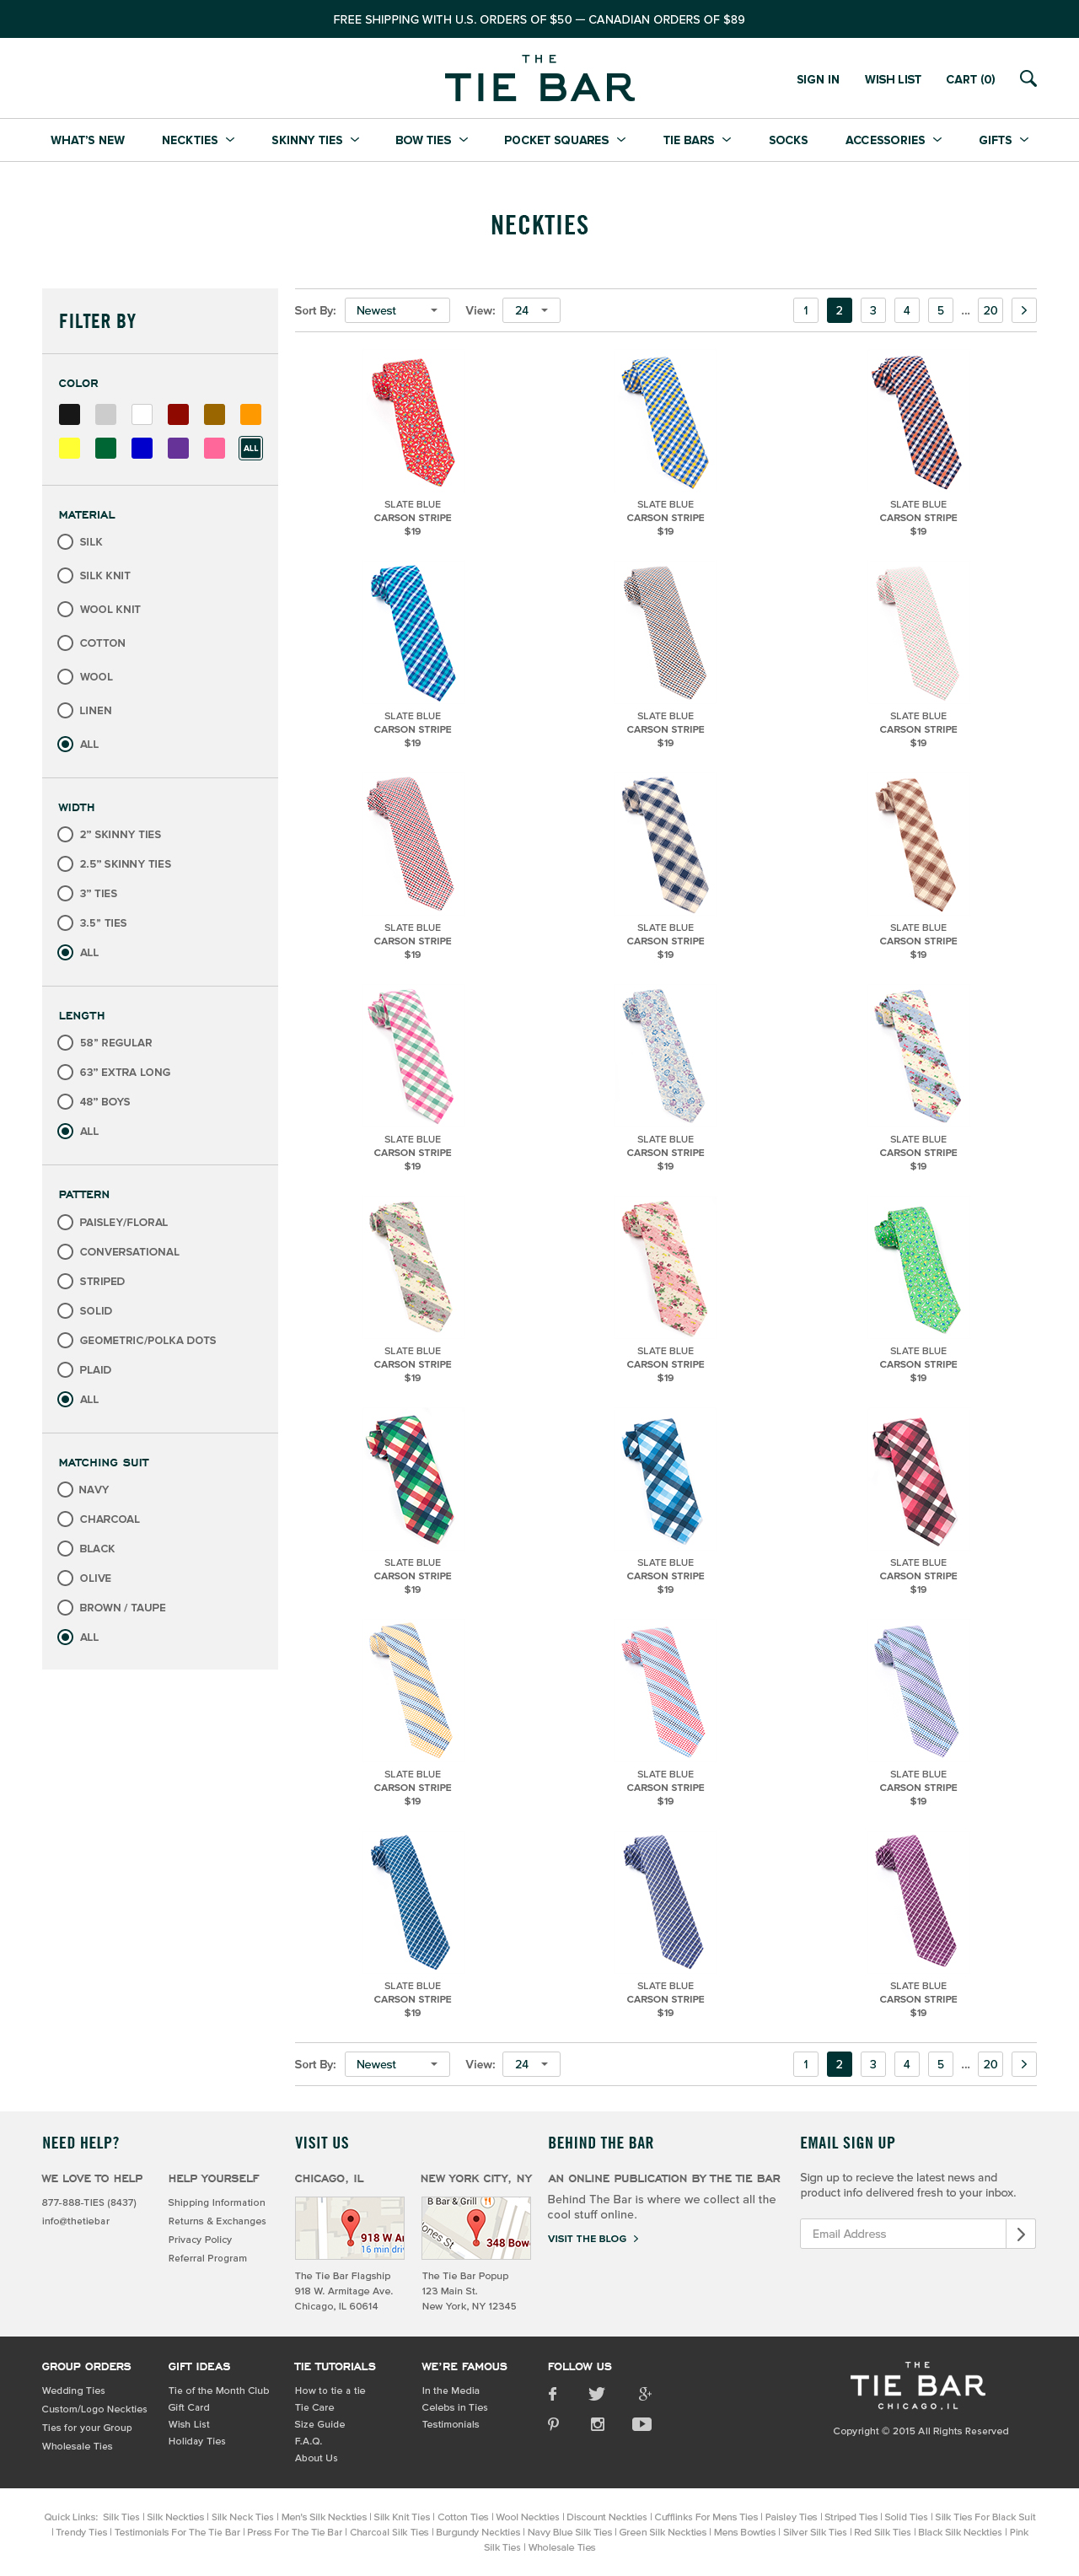 FREE SHIPPING WITH U.S. ORDERS OF $50 — CANADIAN ORDERS OF $89
THE
TIE BAR
SIGN IN WISH LIST CART (0)
WHAT'S NEW NECKTIES SKINNY TIES BOW TIES POCKET SQUARES TIE BARS SOCKS ACCESSORIES GIFTS
NECKTIES
FILTER BY
COLOR
ALL
MATERIAL
SILK
SILK KNIT
WOOL KNIT
COTTON
WOOL
LINEN
ALL
WIDTH
2" SKINNY TIES
2.5" SKINNY TIES
3" TIES
3.5" TIES
ALL
LENGTH
58" REGULAR
63" EXTRA LONG
48" BOYS
ALL
PATTERN
PAISLEY/FLORAL
CONVERSATIONAL
STRIPED
SOLID
GEOMETRIC/POLKA DOTS
PLAID
ALL
MATCHING SUIT
NAVY
CHARCOAL
BLACK
OLIVE
BROWN / TAUPE
ALL
Sort By: Newest View: 24 1 2 3 4 5 ... 20
SLATE BLUE SLATE BLUE SLATE BLUE
CARSON STRIPE CARSON STRIPE CARSON STRIPE
$19 $19 $19
SLATE BLUE SLATE BLUE SLATE BLUE
CARSON STRIPE CARSON STRIPE CARSON STRIPE
$19 $19 $19
SLATE BLUE SLATE BLUE SLATE BLUE
CARSON STRIPE CARSON STRIPE CARSON STRIPE
$19 $19 $19
SLATE BLUE SLATE BLUE SLATE BLUE
CARSON STRIPE CARSON STRIPE CARSON STRIPE
$19 $19 $19
SLATE BLUE SLATE BLUE SLATE BLUE
CARSON STRIPE CARSON STRIPE CARSON STRIPE
$19 $19 $19
SLATE BLUE SLATE BLUE SLATE BLUE
CARSON STRIPE CARSON STRIPE CARSON STRIPE
$19 $19 $19
SLATE BLUE SLATE BLUE SLATE BLUE
CARSON STRIPE CARSON STRIPE CARSON STRIPE
$19 $19 $19
SLATE BLUE SLATE BLUE SLATE BLUE
CARSON STRIPE CARSON STRIPE CARSON STRIPE
$19 $19 $19
Sort By: Newest View: 24 1 2 3 4 5 ... 20
NEED HELP?
WE LOVE TO HELP
877-888-TIES (8437)
info@thetiebar
HELP YOURSELF
Shipping Information
Returns & Exchanges
Privacy Policy
Referral Program
VISIT US
CHICAGO, IL
918 W A
16 min driv
The Tie Bar Flagship
918 W. Armitage Ave.
Chicago, IL 60614
NEW YORK CITY, NY
B Bar & Grill
Jones St
348 Bowe
The Tie Bar Popup
123 Main St.
New York, NY 12345
BEHIND THE BAR
AN ONLINE PUBLICATION BY THE TIE BAR
Behind The Bar is where we collect all the
cool stuff online.
VISIT THE BLOG
EMAIL SIGN UP
Sign up to recieve the latest news and
product info delivered fresh to your inbox.
Email Address
GROUP ORDERS
Wedding Ties
Custom/Logo Neckties
Ties for your Group
Wholesale Ties
GIFT IDEAS
Tie of the Month Club
Gift Card
Wish List
Holiday Ties
TIE TUTORIALS
How to tie a tie
Tie Care
Size Guide
F.A.Q.
About Us
WE'RE FAMOUS
In the Media
Celebs in Ties
Testimonials
FOLLOW US
THE
TIE BAR
CHICAGO, IL
Copyright © 2015 All Rights Reserved
Quick Links: Silk Ties | Silk Neckties | Silk Neck Ties | Men's Silk Neckties | Silk Knit Ties | Cotton Ties | Wool Neckties | Discount Neckties | Cufflinks For Mens Ties | Paisley Ties | Striped Ties | Solid Ties | Silk Ties For Black Suit
| Trendy Ties | Testimonials For The Tie Bar | Press For The Tie Bar | Charcoal Silk Ties | Burgundy Neckties | Navy Blue Silk Ties | Green Silk Neckties | Mens Bowties | Silver Silk Ties | Red Silk Ties | Black Silk Neckties | Pink
Silk Ties | Wholesale Ties